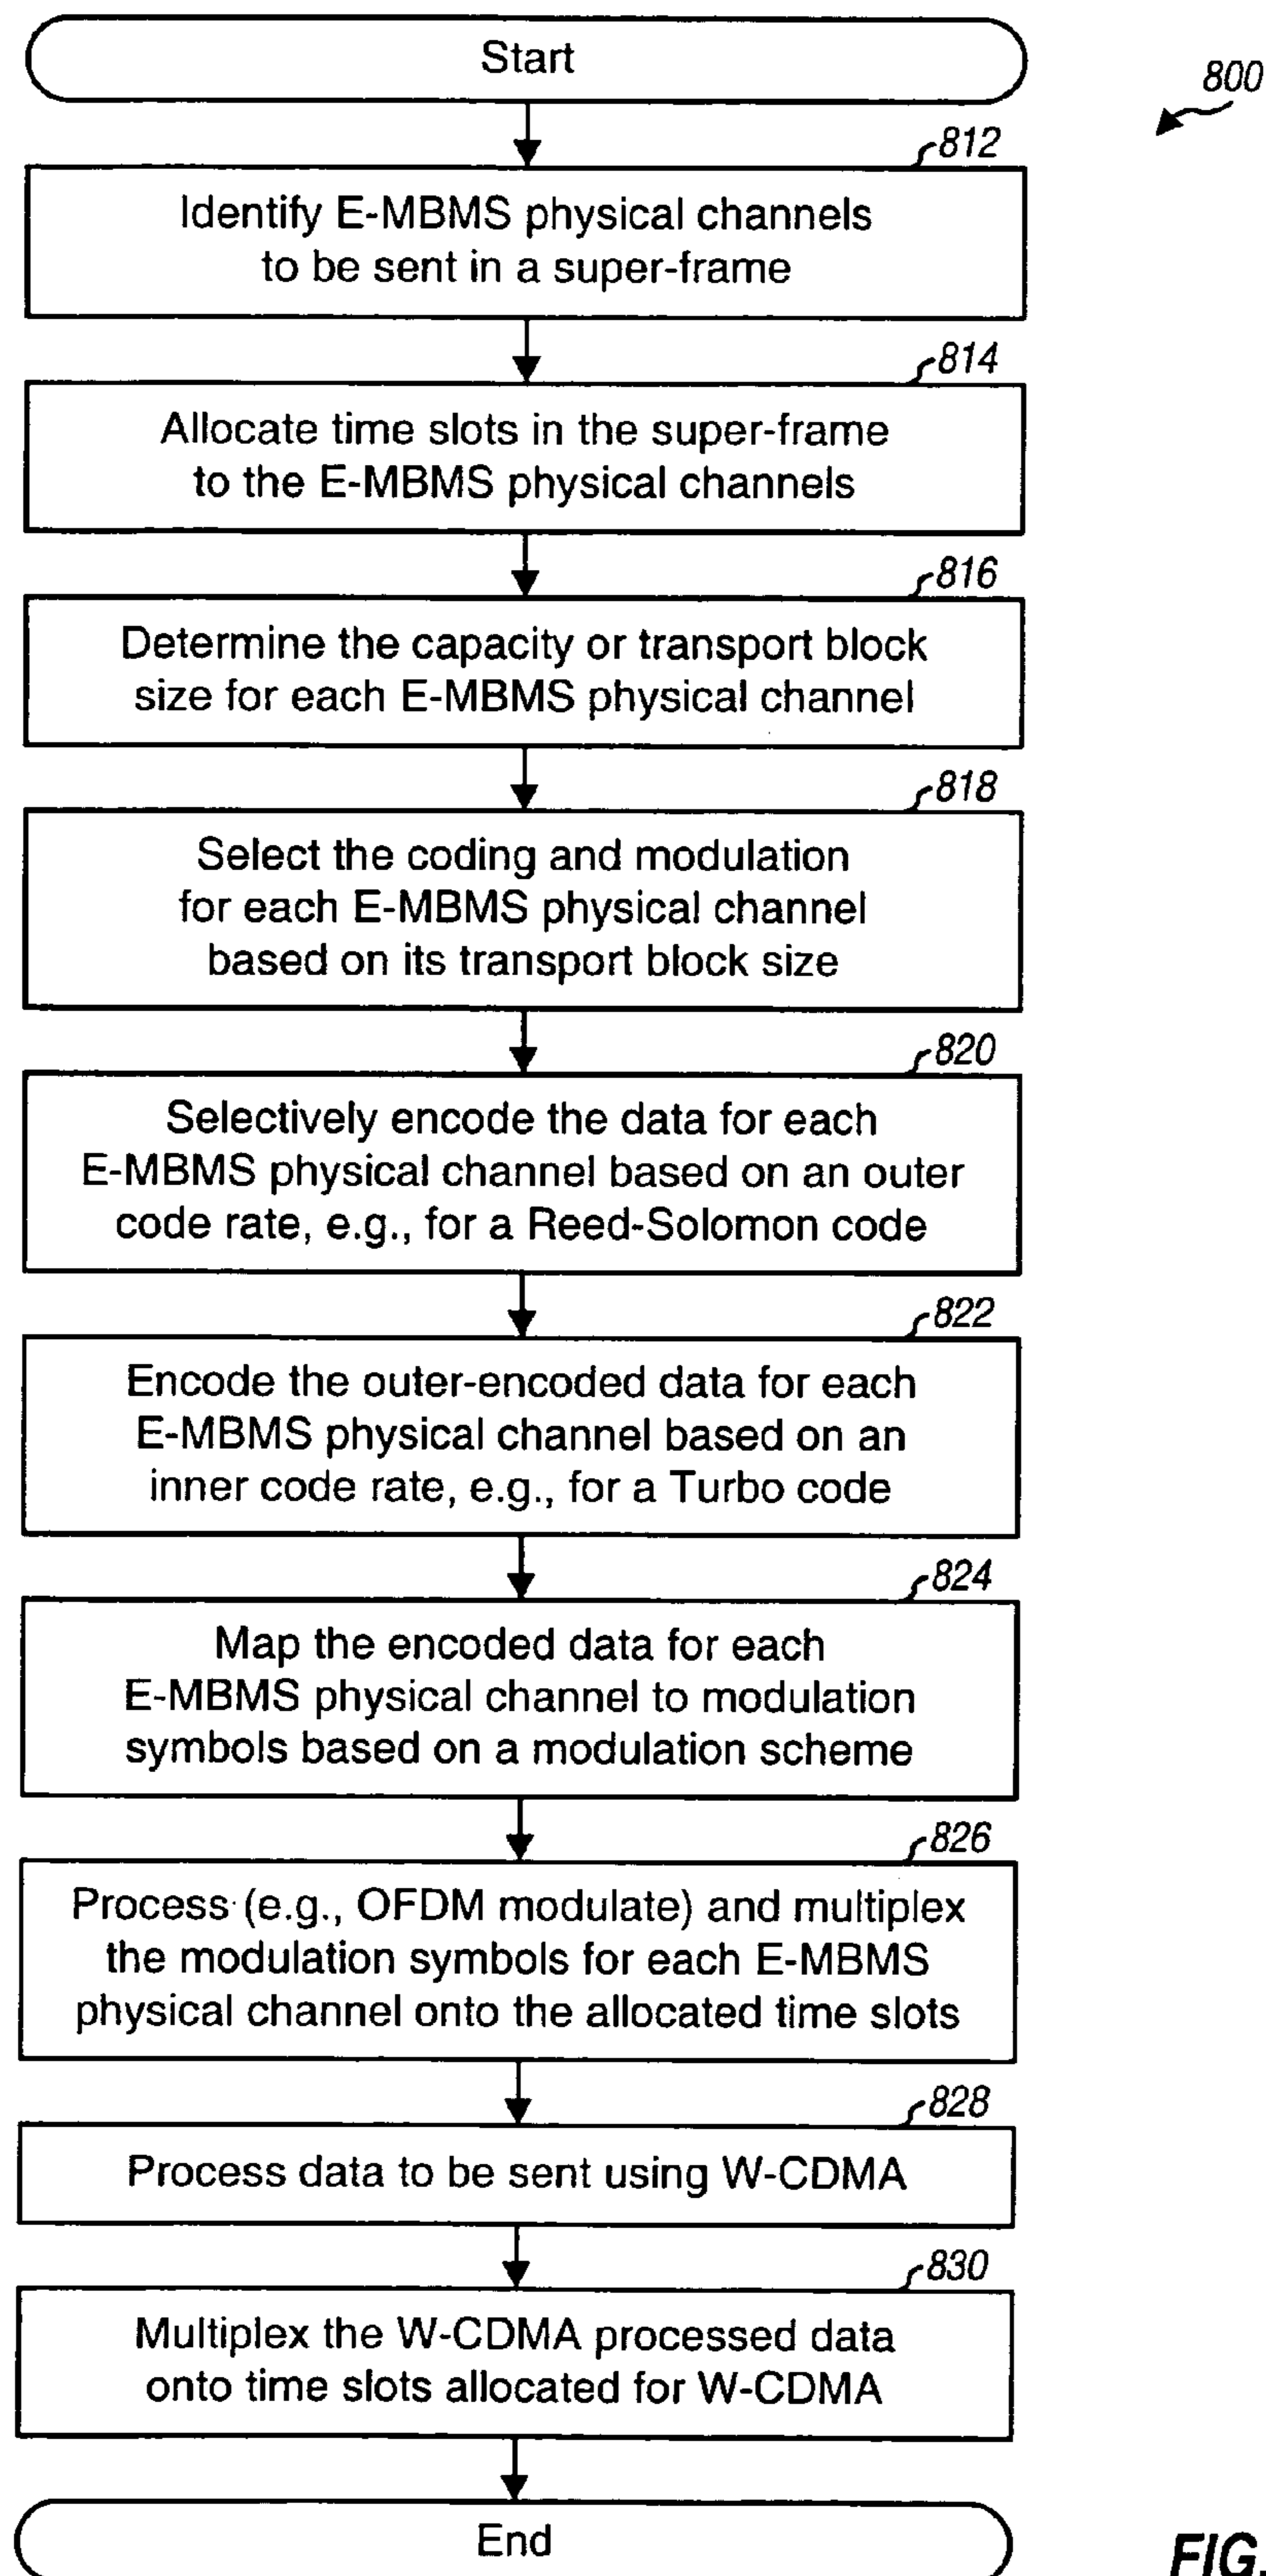 Start
800
812
Identify E-MBMS physical channels
to be sent in a super-frame
814
Allocate time slots in the super-frame
to the E-MBMS physical channels
816
Determine the capacity or transport block
size for each E-MBMS physical channel
818
Select the coding and modulation
for each E-MBMS physical channel
based on its transport block size
820
Selectively encode the data for each
E-MBMS physical channel based on an outer
code rate, e.g., for a Reed-Solomon code
822
Encode the outer-encoded data for each
E-MBMS physical channel based on an
inner code rate, e.g., for a Turbo code
824
Map the encoded data for each
E-MBMS physical channel to modulation
symbols based on a modulation scheme
826
Process (e.g., OFDM modulate) and multiplex
the modulation symbols for each E-MBMS
physical channel onto the allocated time slots
828
Process data to be sent using W-CDMA
830
Multiplex the W-CDMA processed data
onto time slots allocated for W-CDMA
End
FIG.